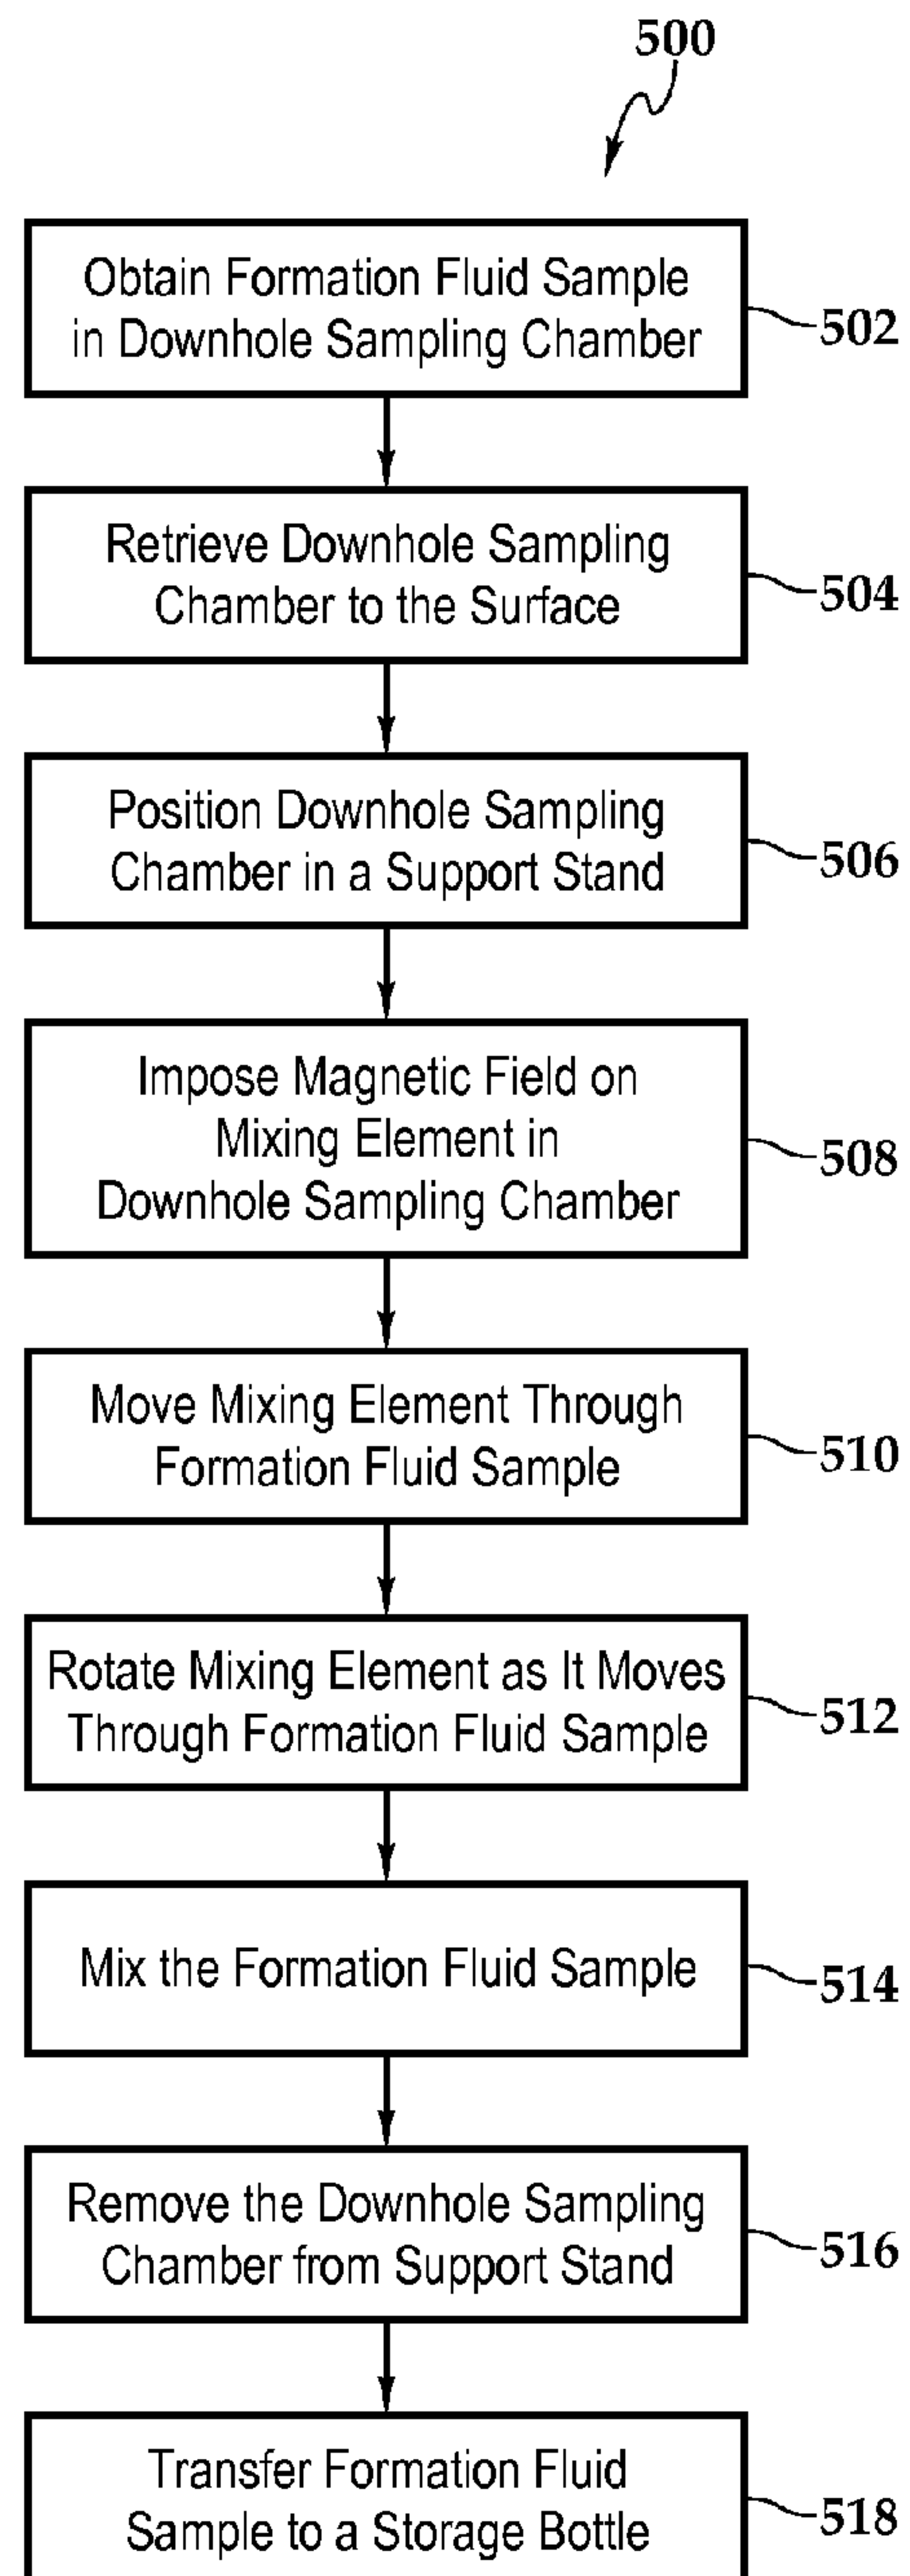 500
Obtain Formation Fluid Sample
in Downhole Sampling Chamber
502
Retrieve Downhole Sampling
Chamber to the Surface
504
Position Downhole Sampling
Chamber in a Support Stand
506
Impose Magnetic Field on
Mixing Element in
Downhole Sampling Chamber
508
Move Mixing Element Through
Formation Fluid Sample
510
Rotate Mixing Element as It Moves
Through Formation Fluid Sample
512
Mix the Formation Fluid Sample
514
Remove the Downhole Sampling
Chamber from Support Stand
516
Transfer Formation Fluid
Sample to a Storage Bottle
518